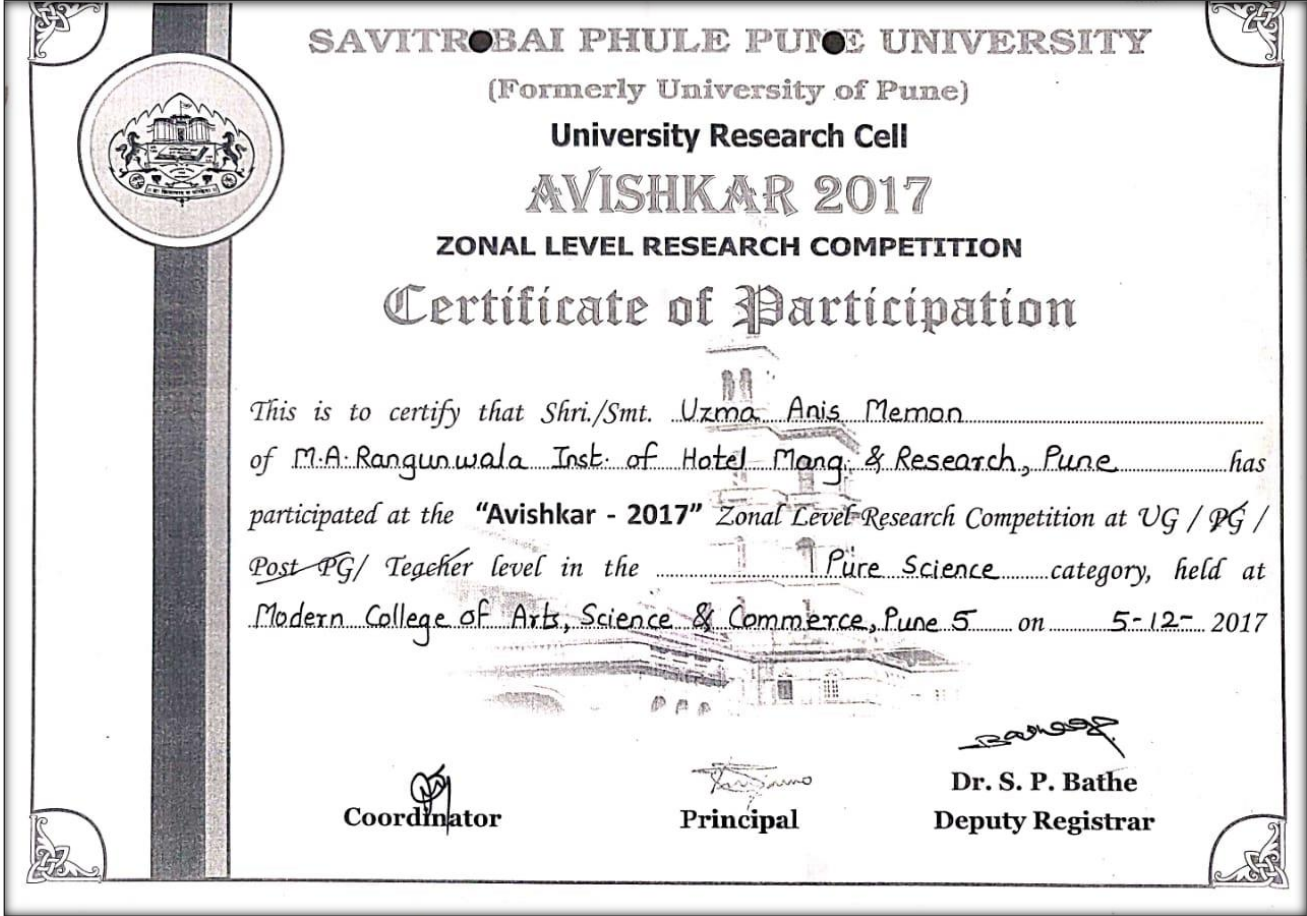 SAVITRIBAI PHULE PUNE UNIVERSITY
(Formerly University of Pune)
University Research Cell
AVISHKAR 2017
ZONAL LEVEL RESEARCH COMPETITION
Certificate of Participation
This is to certify that Shri./Smt. Uzma Anis Memon
of M.A. Rangunwala Inst. of Hotel Mang. & Research, Pune has
participated at the "Avishkar - 2017" Zonal Level Research Competition at UG / PG /
Post PG/ Teacher level in the Pure Science category, held at
Modern College of Arts, Science & Commerce, Pune 5 on 5-12- 2017
Dr. S. P. Bathe
Coordinator Principal Deputy Registrar